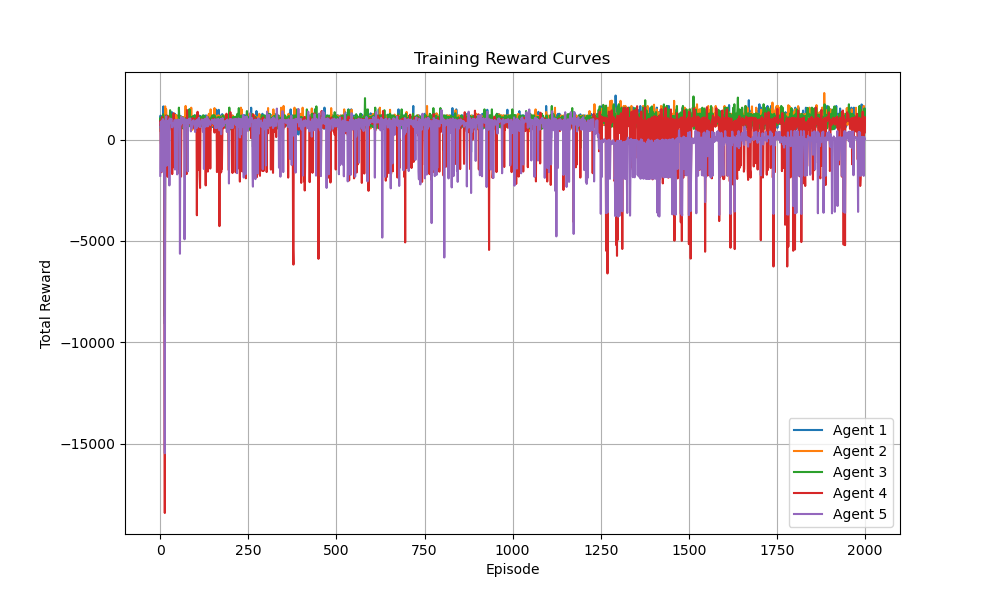 Training Reward Curves
Total Reward
0
−5000
−10000
−15000
0 250 500 750 1000 1250 1500 1750 2000
Episode
Agent 1
Agent 2
Agent 3
Agent 4
Agent 5